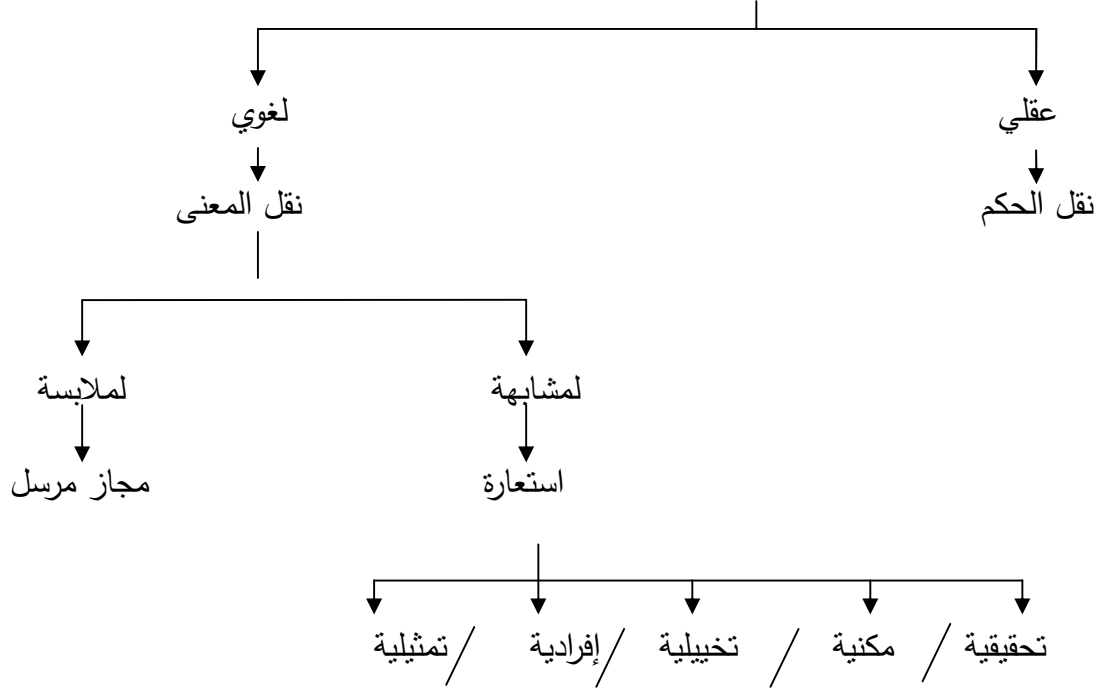 عقلي لغوي
نقل الحكم نقل المعنى
لمشابهة لملابسة
استعارة مجاز مرسل
تحقيقية / مكنية / تخييلية / إفرادية / تمثيلية